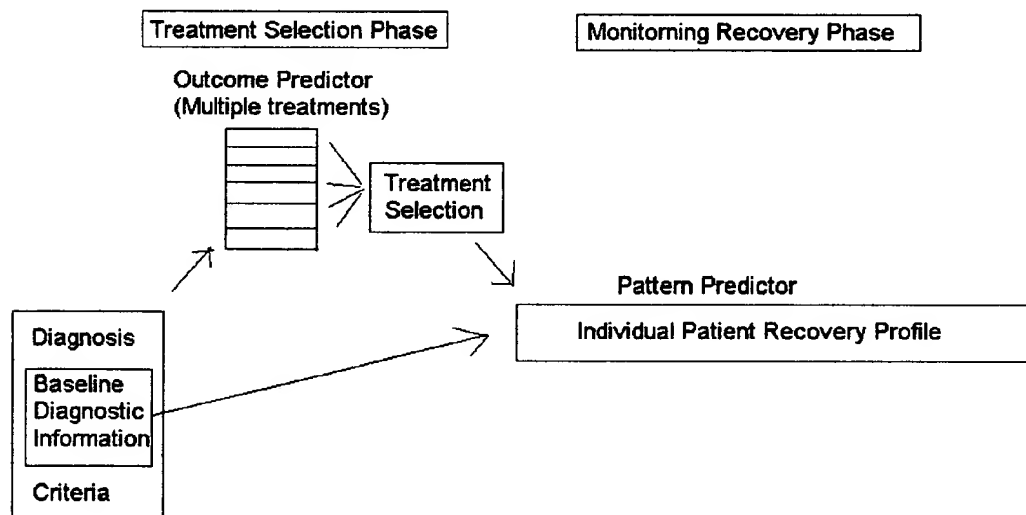 Treatment Selection Phase
Monitorning Recovery Phase
Outcome Predictor
(Multiple treatments)
Treatment
Selection
Pattern Predictor
Individual Patient Recovery Profile
Diagnosis
Baseline
Diagnostic
Information
Criteria